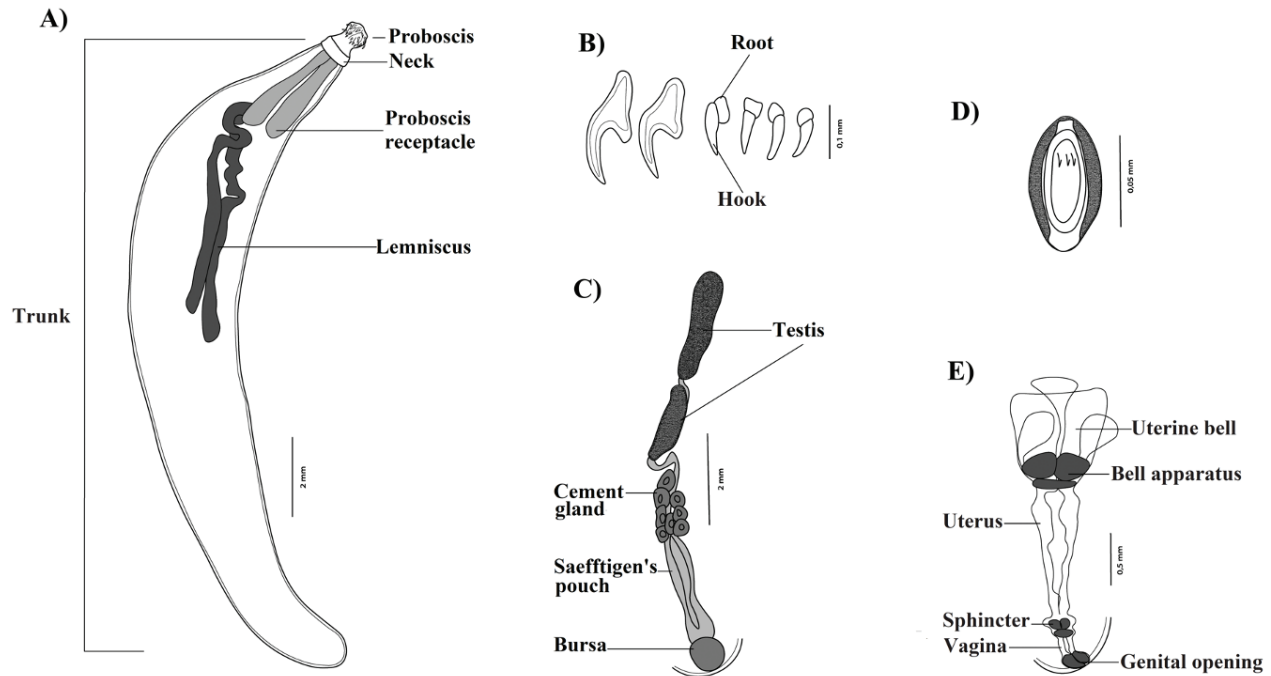 A)
Proboscis
Neck
Proboscis
receptacle
Lemniscus
Trunk
2 mm
B)
Root
Hook
0,1 mm
C)
Testis
2 mm
Cement
gland
Saefftigen's
pouch
Bursa
D)
0,05 mm
E)
Uterine bell
Bell apparatus
Uterus
0,5 mm
Sphincter
Vagina
Genital opening